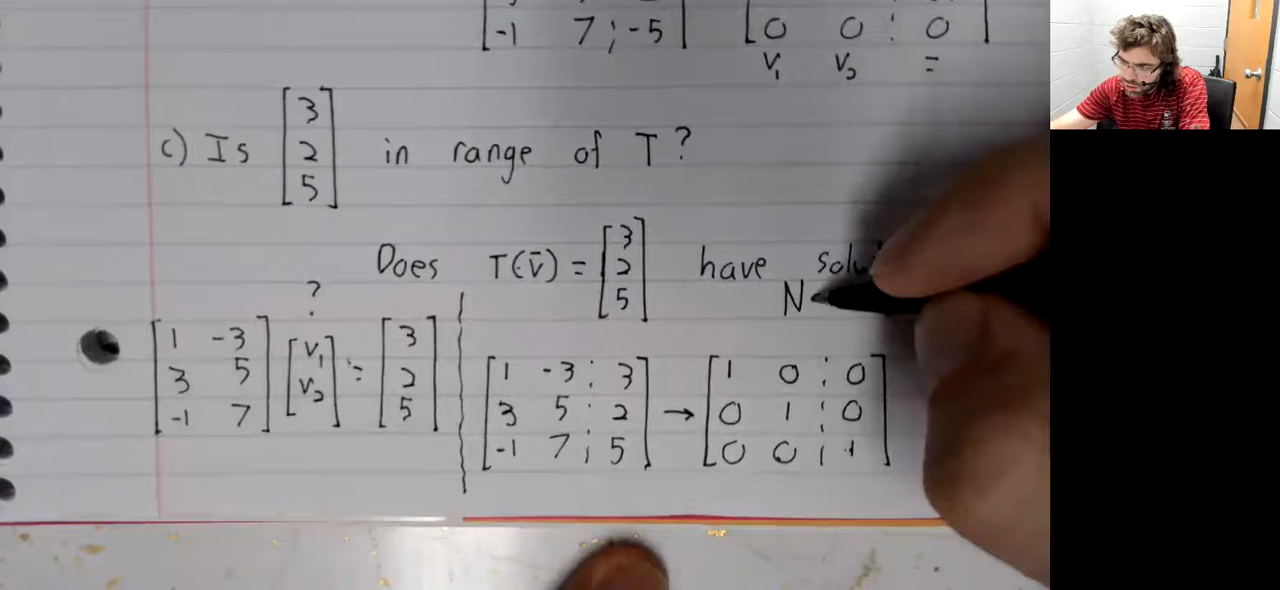 [-1 7 ; -5] [0 0 : 0]
V₁ V₂ =
c) Is [3 2 5] in range of T?
Does T(v̄) = [3 2 5] have
?
N
[1 -3 3 5 -1 7] [V₁ V₂] = [3 2 5]
[1 -3 : 3] → [1 0 : 0]
[3 5 : 2] [0 1 : 0]
[-1 7 ; 5] [0 0 : 1]